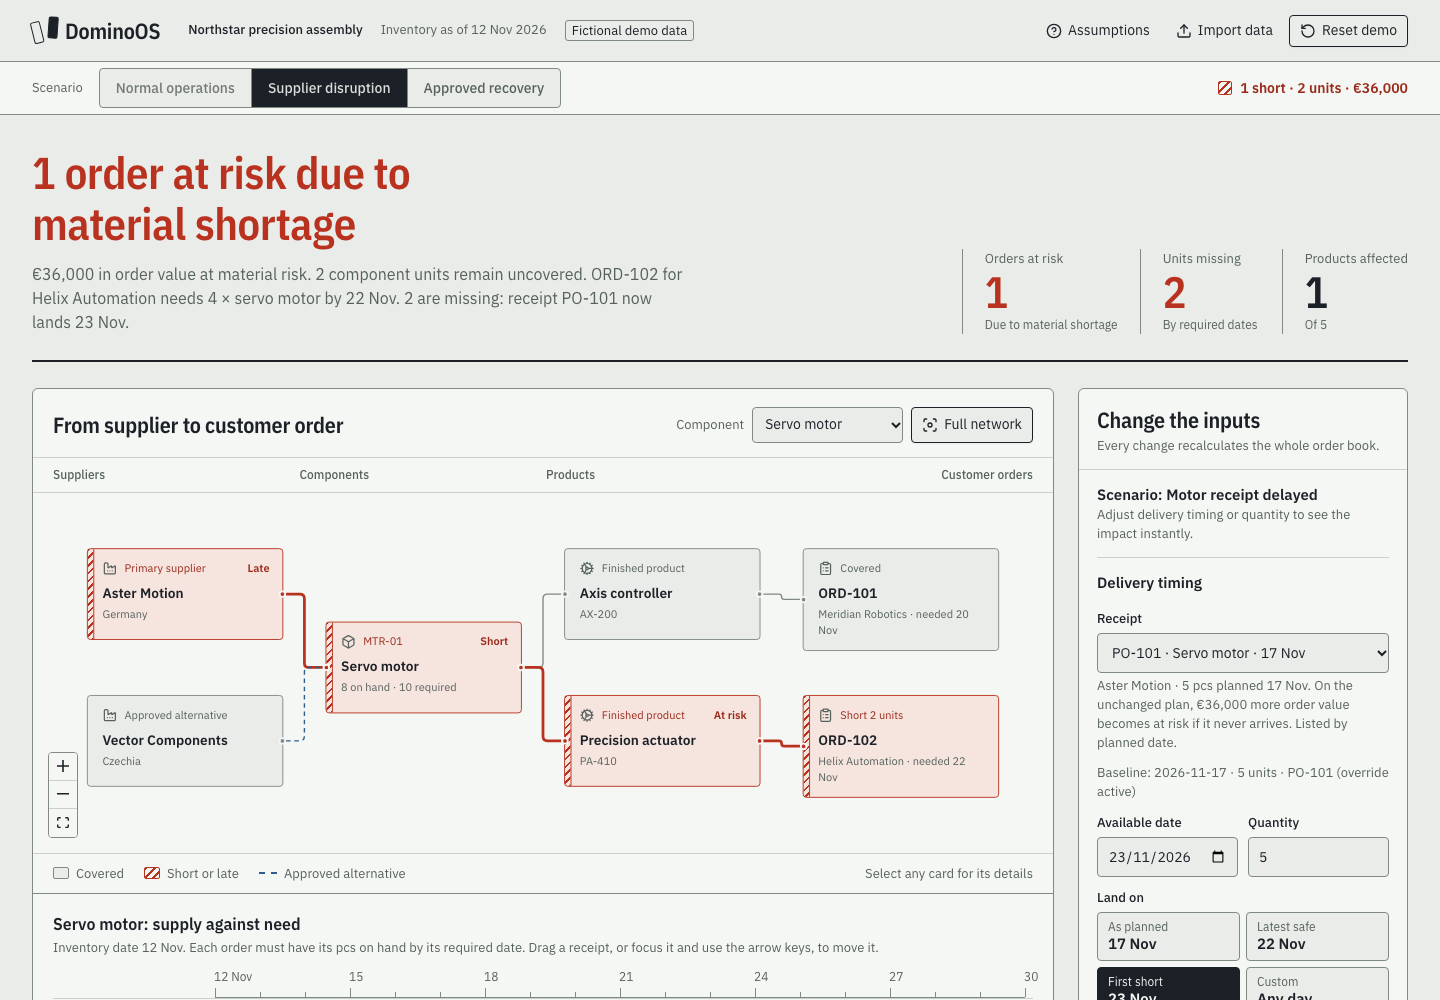 DominoOS
Northstar precision assembly
Inventory as of 12 Nov 2026
Fictional demo data
Assumptions
Import data
Reset demo
Scenario
Normal operations
Supplier disruption
Approved recovery
1 short · 2 units · €36,000
1 order at risk due to
material shortage
€36,000 in order value at material risk. 2 component units remain uncovered. ORD-102 for
Helix Automation needs 4 × servo motor by 22 Nov. 2 are missing: receipt PO-101 now
lands 23 Nov.
Orders at risk
1
Due to material shortage
Units missing
2
By required dates
Products affected
1
Of 5
From supplier to customer order
Component
Servo motor
Full network
Suppliers
Components
Products
Customer orders
Primary supplier
Late
Aster Motion
Germany
Approved alternative
Vector Components
Czechia
MTR-01
Short
Servo motor
8 on hand · 10 required
Finished product
Axis controller
AX-200
Finished product
At risk
Precision actuator
PA-410
Covered
ORD-101
Meridian Robotics · needed 20
Nov
Short 2 units
ORD-102
Helix Automation · needed 22
Nov
Covered
Short or late
Approved alternative
Select any card for its details
Servo motor: supply against need
Inventory date 12 Nov. Each order must have its pcs on hand by its required date. Drag a receipt, or focus it and use the arrow keys, to move it.
12 Nov
15
18
21
24
27
30
Change the inputs
Every change recalculates the whole order book.
Scenario: Motor receipt delayed
Adjust delivery timing or quantity to see the
impact instantly.
Delivery timing
Receipt
PO-101 · Servo motor · 17 Nov
Aster Motion · 5 pcs planned 17 Nov. On the
unchanged plan, €36,000 more order value
becomes at risk if it never arrives. Listed by
planned date.
Baseline: 2026-11-17 · 5 units · PO-101 (override
active)
Available date
Quantity
23/11/2026
5
Land on
As planned
17 Nov
Latest safe
22 Nov
First short
23 Nov
Custom
Any day